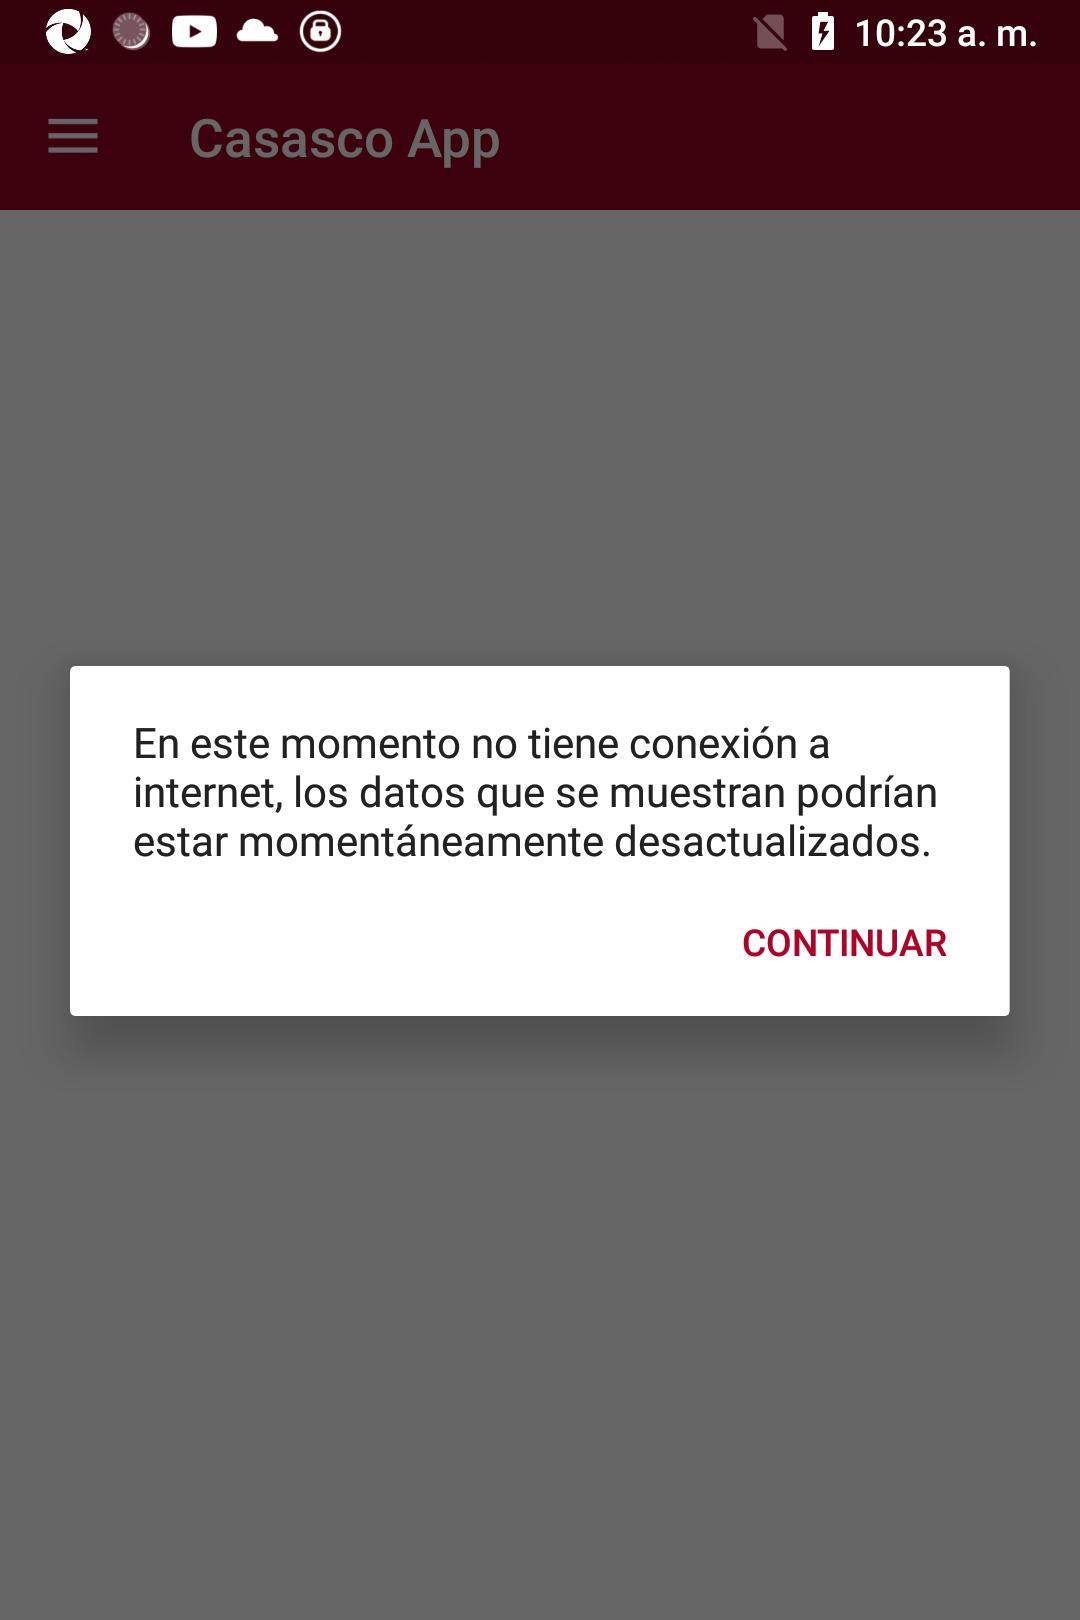 10:23 a. m.
Casasco App
En este momento no tiene conexión a
internet, los datos que se muestran podrían
estar momentáneamente desactualizados.
CONTINUAR